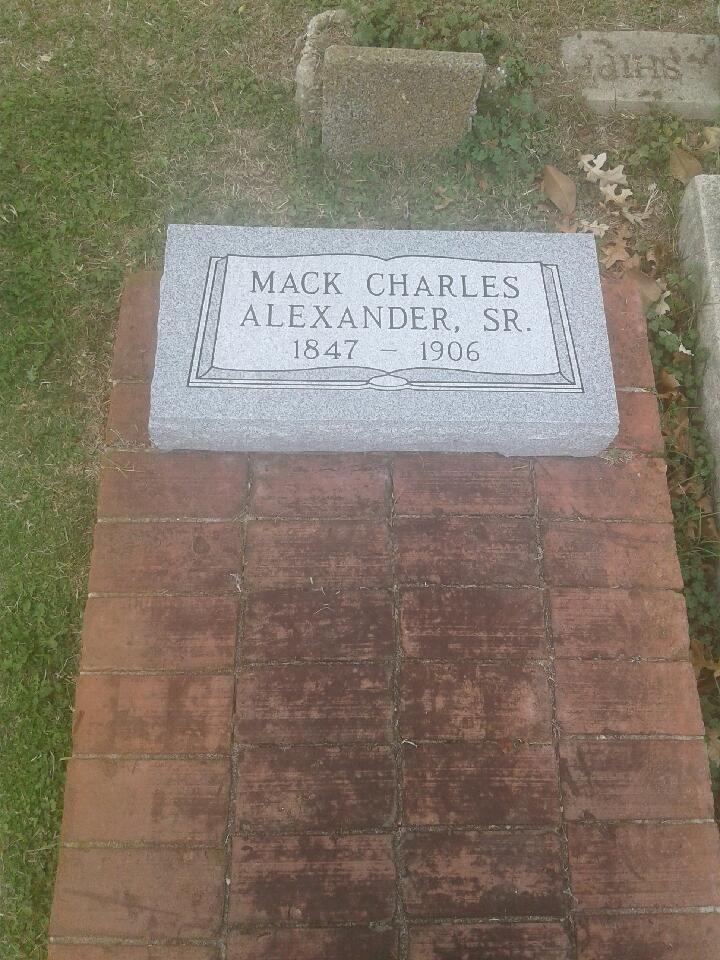 MACK CHARLES
ALEXANDER, SR.
1847 – 1906